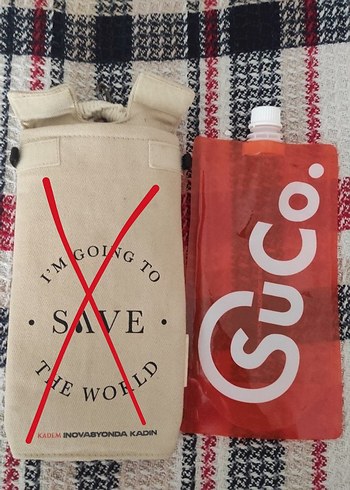 I'M GOING TO
• SAVE •
THE WORLD
KADEM INOVASYONDA KADIN
SuCo.